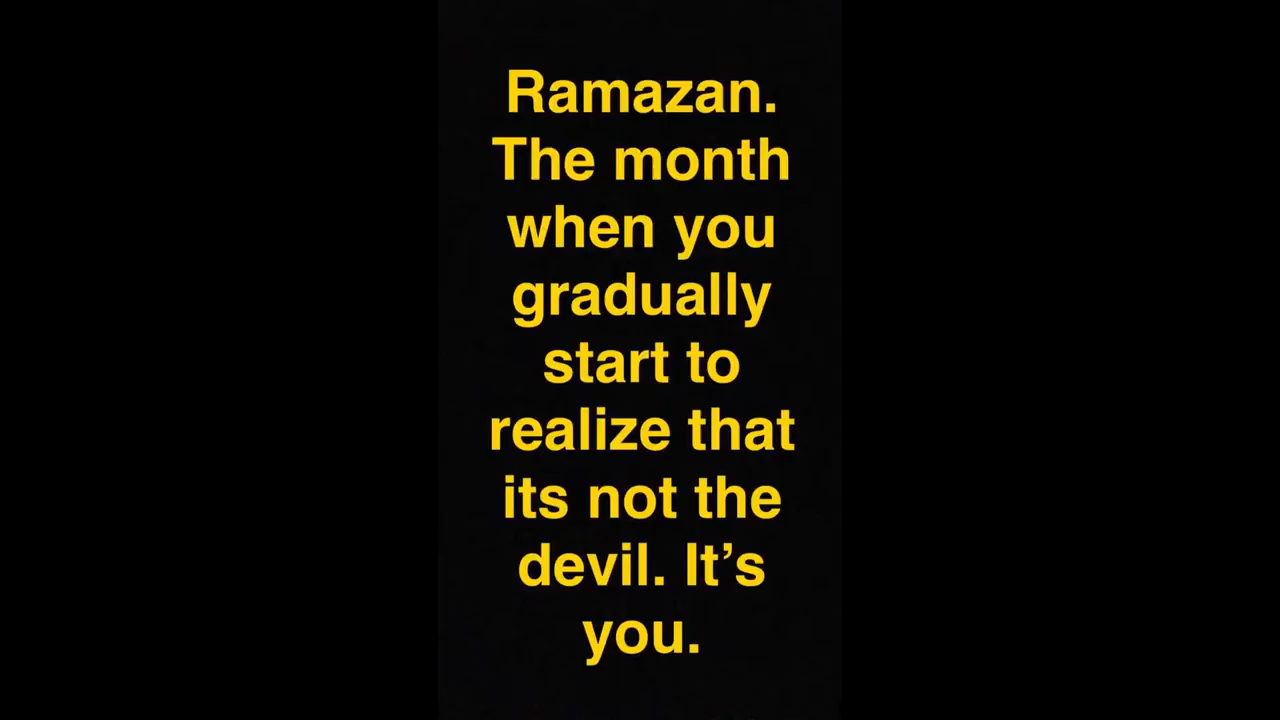 Ramazan.
The month
when you
gradually
start to
realize that
its not the
devil. It’s
you.